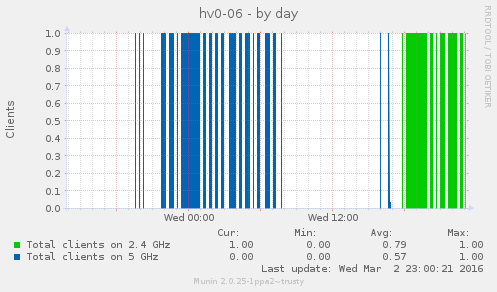 hv0-06 - by day
RRDTOOL / TOBI OETIKER
Clients
1.0
0.9
0.8
0.7
0.6
0.5
0.4
0.3
0.2
0.1
0.0
Wed 00:00 Wed 12:00
Cur: Min: Avg: Max:
Total clients on 2.4 GHz 1.00 0.00 0.79 1.00
Total clients on 5 GHz 0.00 0.00 0.57 1.00
Last update: Wed Mar 2 23:00:21 2016
Munin 2.0.25-1ppa2~trusty